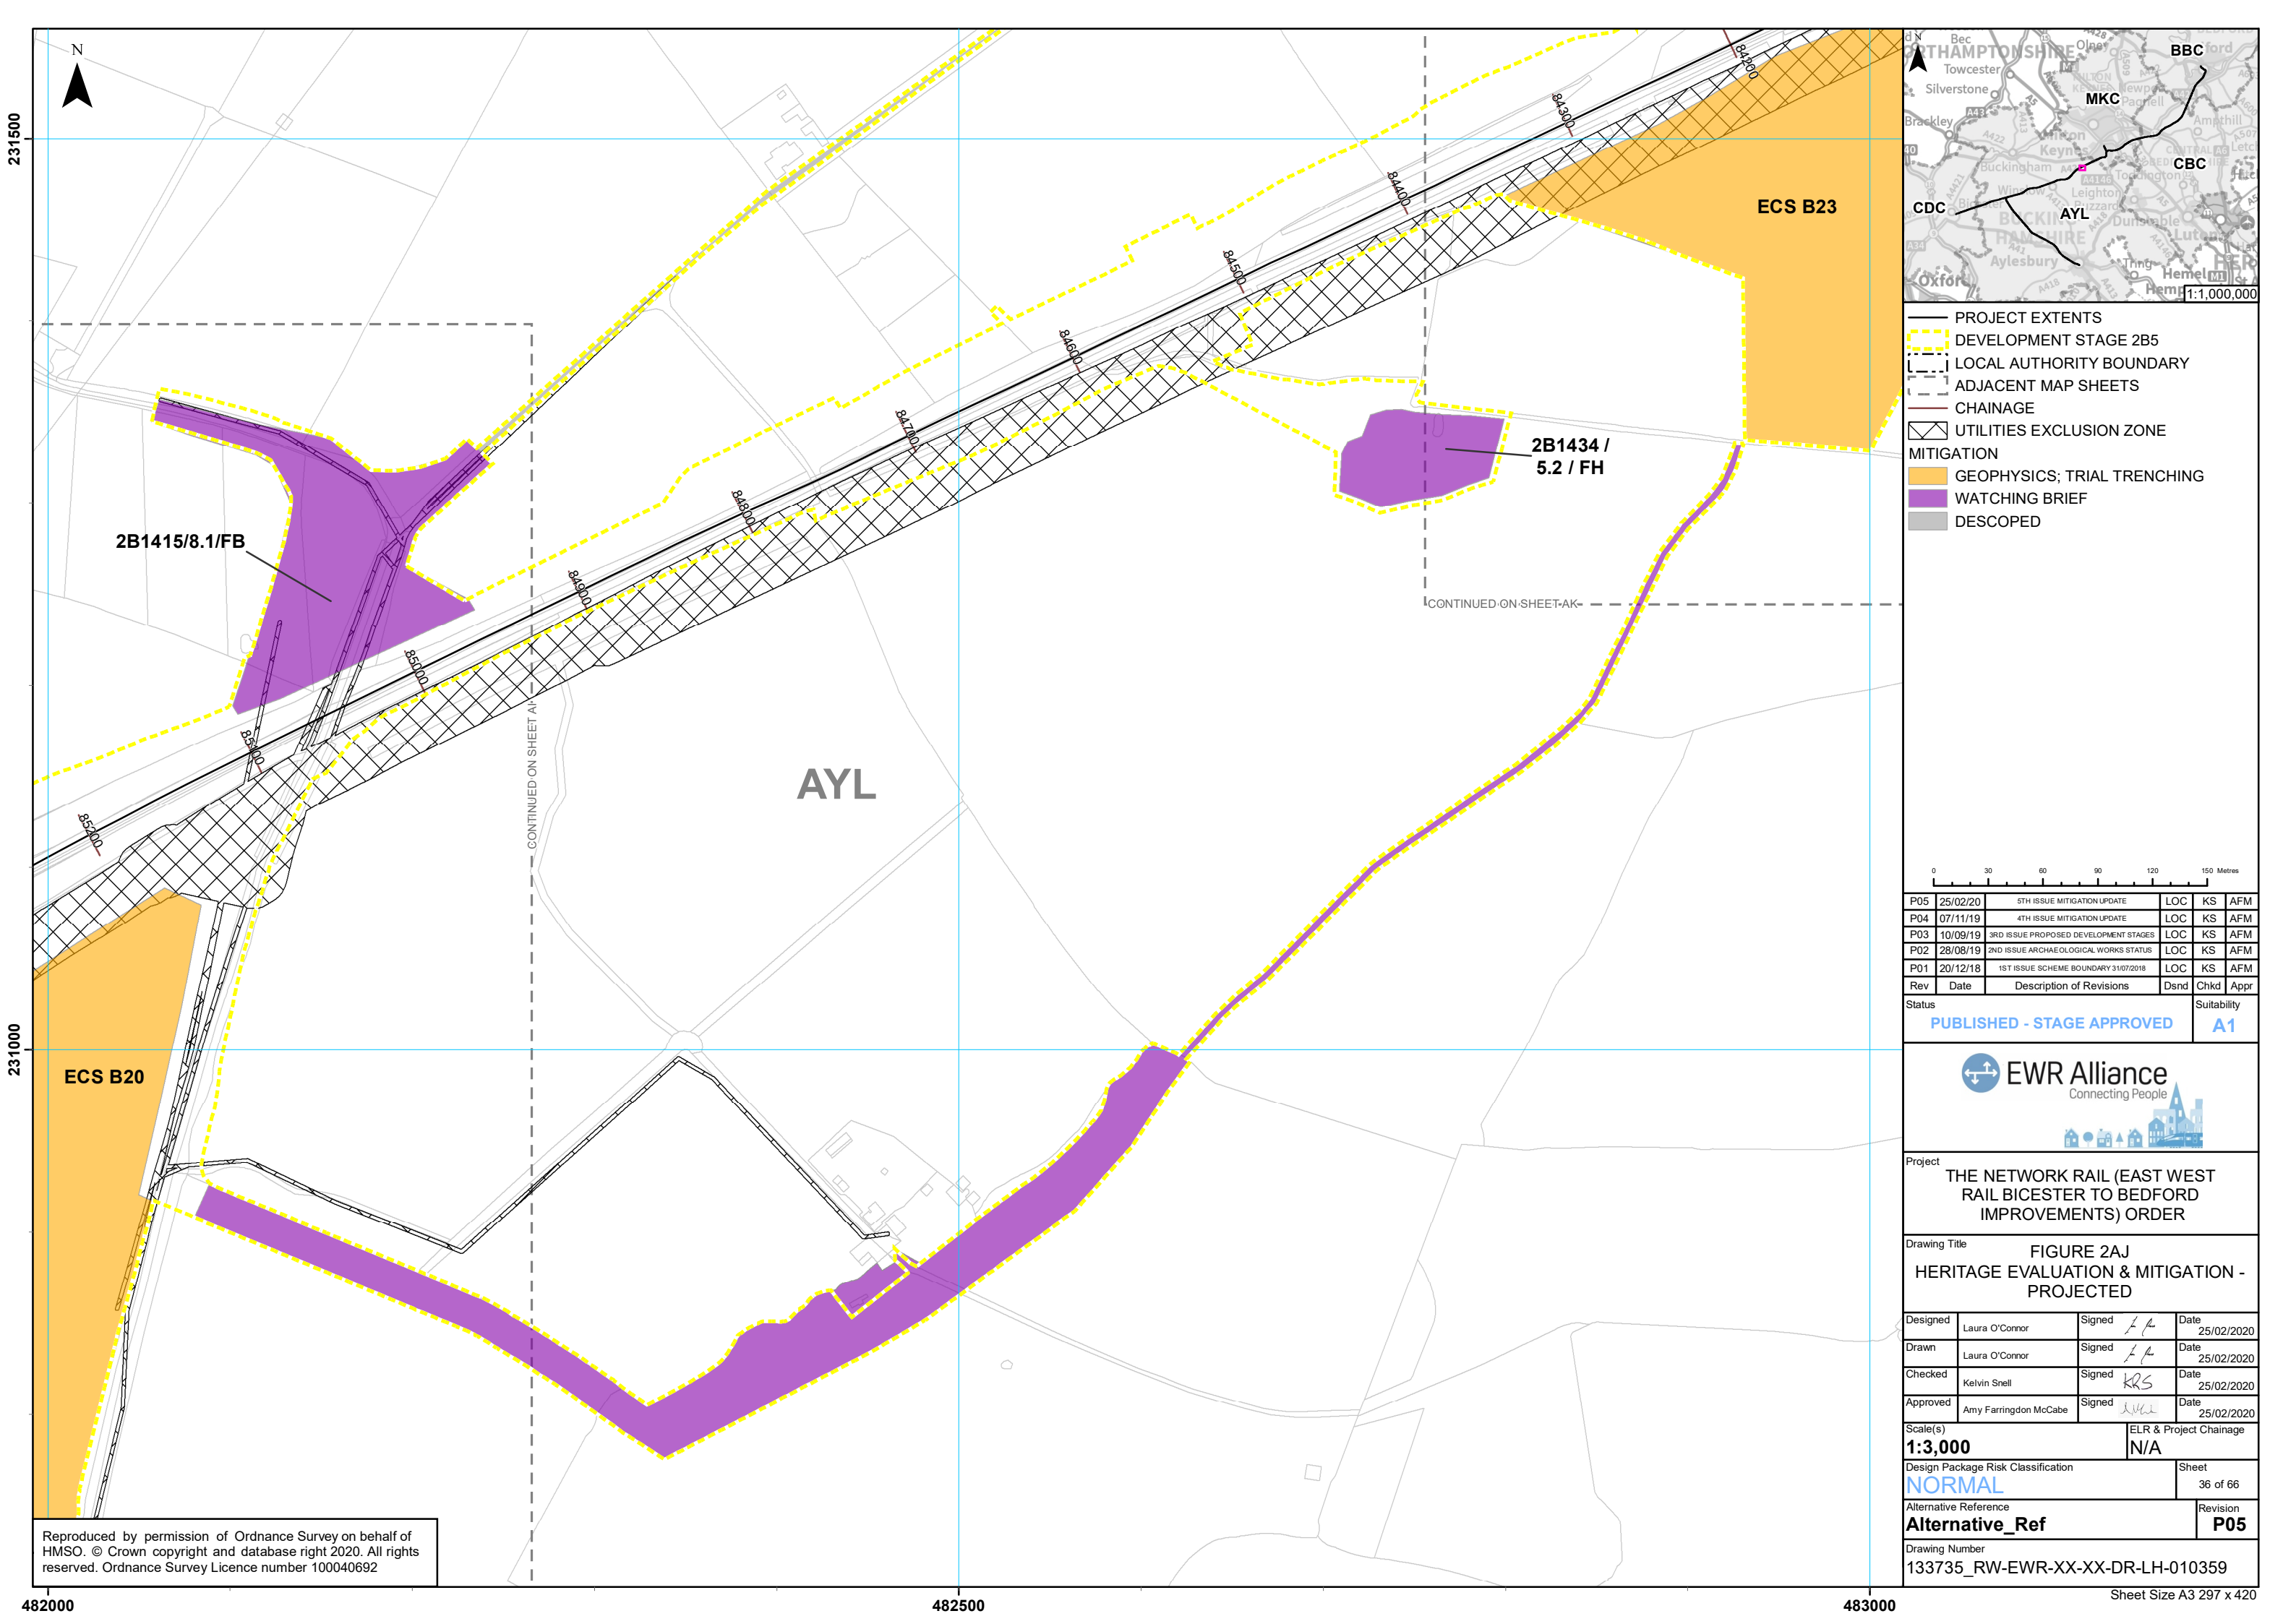 N
231500
231000
482000
482500
483000
84200
84300
84400
84500
84600
84700
84800
84900
85000
85100
85200
ECS B23
2B1434 /
5.2 / FH
2B1415/8.1/FB
CONTINUED ON SHEET AK
CONTINUED ON SHEET AI
AYL
ECS B20
Reproduced by permission of Ordnance Survey on behalf of
HMSO. © Crown copyright and database right 2020. All rights
reserved. Ordnance Survey Licence number 100040692
N
BBC
MKC
CBC
CDC
AYL
Towcester
Silverstone
Brackley
Buckingham
Ampthill
Leighton
Aylesbury
Tring
Oxford
1:1,000,000
PROJECT EXTENTS
DEVELOPMENT STAGE 2B5
LOCAL AUTHORITY BOUNDARY
ADJACENT MAP SHEETS
CHAINAGE
UTILITIES EXCLUSION ZONE
MITIGATION
GEOPHYSICS; TRIAL TRENCHING
WATCHING BRIEF
DESCOPED
0 30 60 90 120 150 Metres
P05 25/02/20 5TH ISSUE MITIGATION UPDATE LOC KS AFM
P04 07/11/19 4TH ISSUE MITIGATION UPDATE LOC KS AFM
P03 10/09/19 3RD ISSUE PROPOSED DEVELOPMENT STAGES LOC KS AFM
P02 28/08/19 2ND ISSUE ARCHAEOLOGICAL WORKS STATUS LOC KS AFM
P01 20/12/18 1ST ISSUE SCHEME BOUNDARY 31/07/2018 LOC KS AFM
Rev Date Description of Revisions Dsnd Chkd Appr
Status Suitability
PUBLISHED - STAGE APPROVED A1
EWR Alliance
Connecting People
Project
THE NETWORK RAIL (EAST WEST
RAIL BICESTER TO BEDFORD
IMPROVEMENTS) ORDER
Drawing Title
FIGURE 2AJ
HERITAGE EVALUATION & MITIGATION -
PROJECTED
Designed Laura O'Connor Signed Date 25/02/2020
Drawn Laura O'Connor Signed Date 25/02/2020
Checked Kelvin Snell Signed KRS Date 25/02/2020
Approved Amy Farringdon McCabe Signed Date 25/02/2020
Scale(s) ELR & Project Chainage
1:3,000 N/A
Design Package Risk Classification Sheet
NORMAL 36 of 66
Alternative Reference Revision
Alternative_Ref P05
Drawing Number
133735_RW-EWR-XX-XX-DR-LH-010359
Sheet Size A3 297 x 420